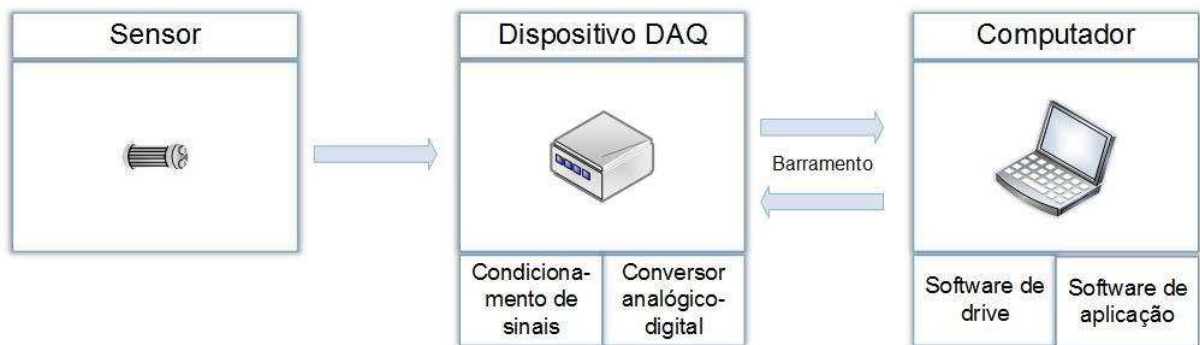 Sensor
Dispositivo DAQ
Computador
Barramento
Condiciona-
mento de
sinais
Conversor
analógico-
digital
Software de
drive
Software de
aplicação